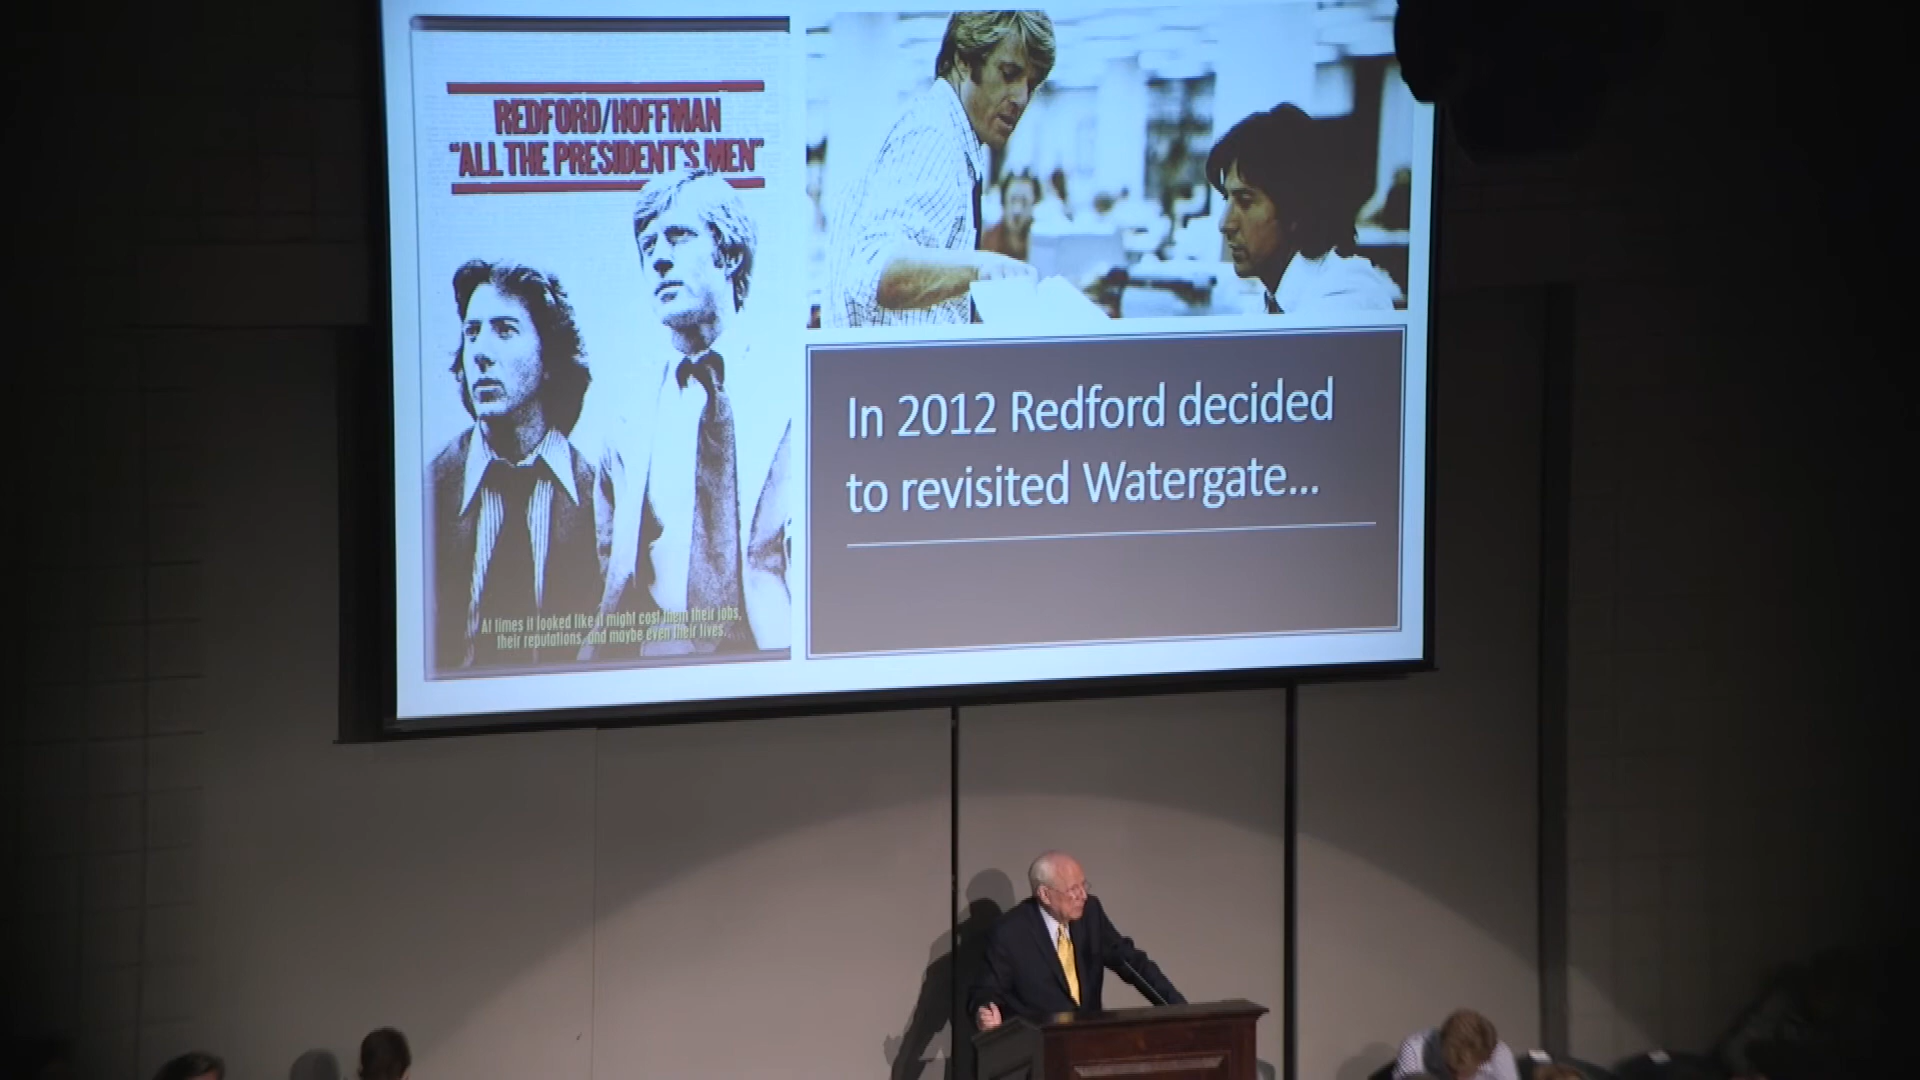 REDFORD/HOFFMAN
"ALL THE PRESIDENT'S MEN"
At times it looked like it might cost them their jobs,
their reputations, and maybe even their lives.
In 2012 Redford decided
to revisited Watergate...